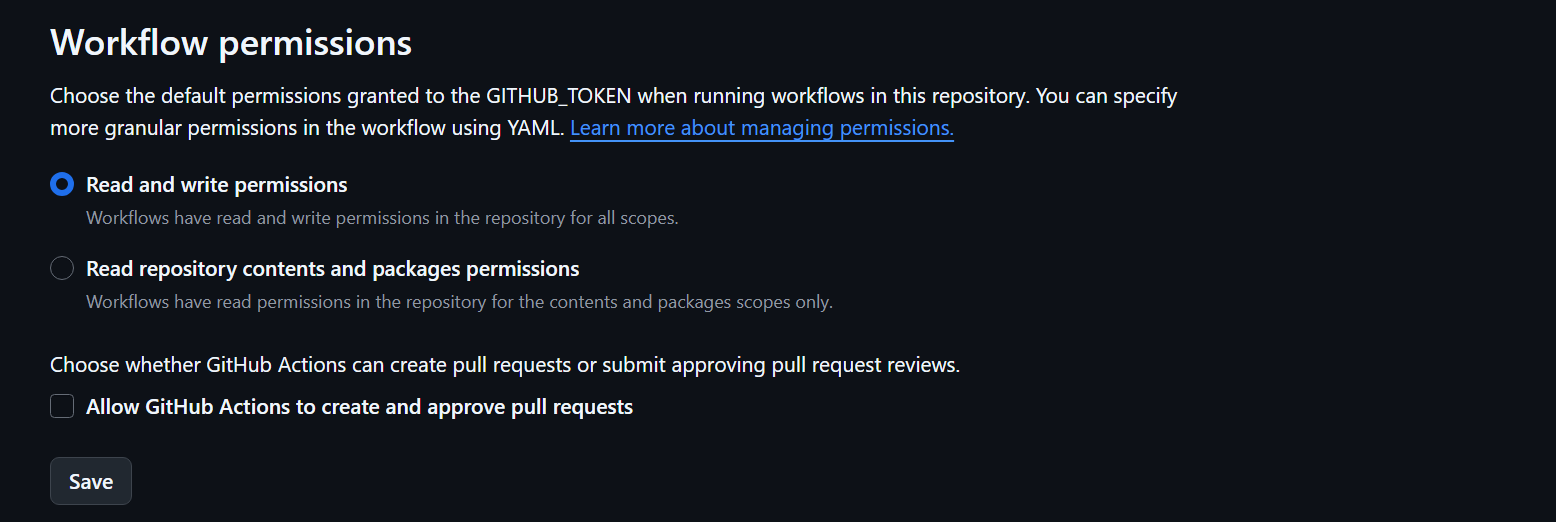 Workflow permissions
Choose the default permissions granted to the GITHUB_TOKEN when running workflows in this repository. You can specify
more granular permissions in the workflow using YAML. Learn more about managing permissions.
Read and write permissions
Workflows have read and write permissions in the repository for all scopes.
Read repository contents and packages permissions
Workflows have read permissions in the repository for the contents and packages scopes only.
Choose whether GitHub Actions can create pull requests or submit approving pull request reviews.
Allow GitHub Actions to create and approve pull requests
Save